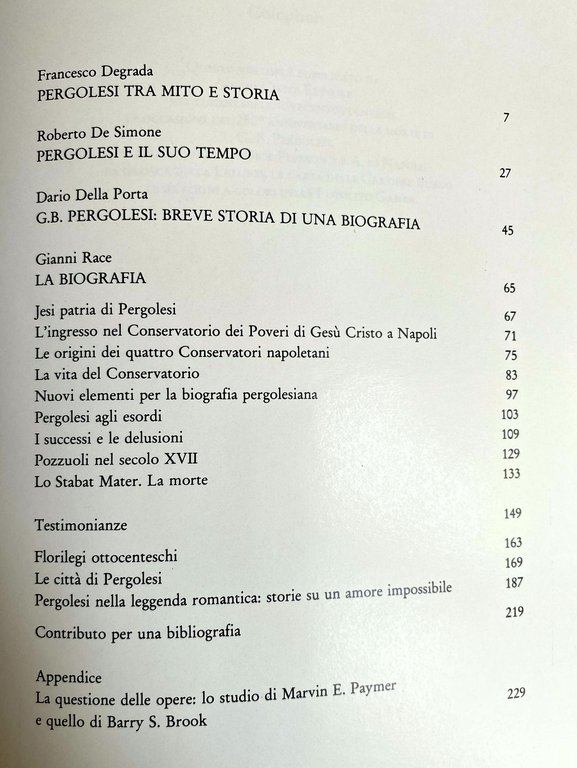 Francesco Degrada
PERGOLESI TRA MITO E STORIA 7
Roberto De Simone
PERGOLESI E IL SUO TEMPO 27
Dario Della Porta
G.B. PERGOLESI: BREVE STORIA DI UNA BIOGRAFIA 45
Gianni Race
LA BIOGRAFIA 65
Jesi patria di Pergolesi 67
L'ingresso nel Conservatorio dei Poveri di Gesù Cristo a Napoli 71
Le origini dei quattro Conservatori napoletani 75
La vita del Conservatorio 83
Nuovi elementi per la biografia pergolesiana 97
Pergolesi agli esordi 103
I successi e le delusioni 109
Pozzuoli nel secolo XVII 129
Lo Stabat Mater. La morte 133
Testimonianze 149
Florilegi ottocenteschi 163
Le città di Pergolesi 169
Pergolesi nella leggenda romantica: storie su un amore impossibile 187
Contributo per una bibliografia 219
Appendice
La questione delle opere: lo studio di Marvin E. Paymer
e quello di Barry S. Brook 229